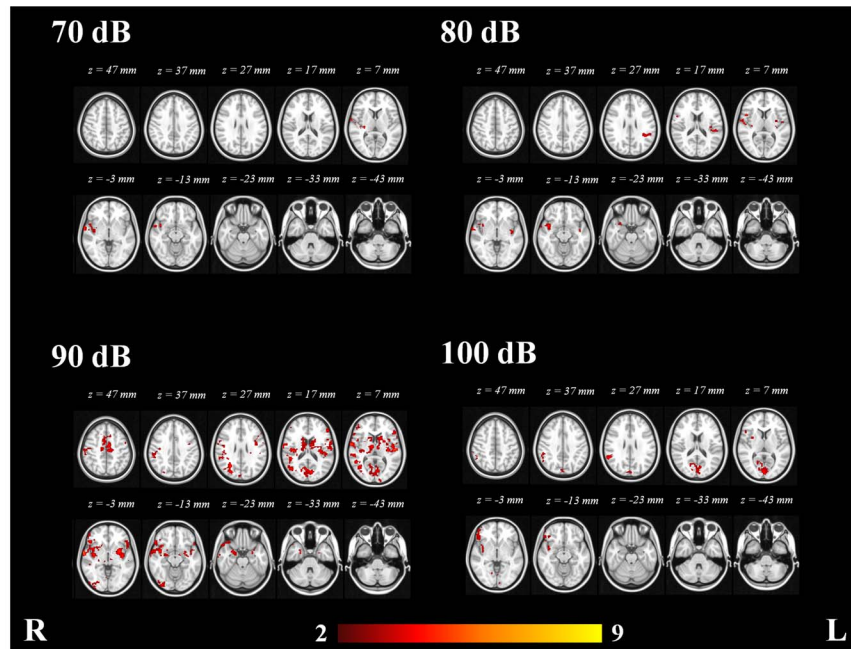 70 dB
80 dB
z = 47 mm z = 37 mm z = 27 mm z = 17 mm z = 7 mm
z = 47 mm z = 37 mm z = 27 mm z = 17 mm z = 7 mm
z = -3 mm z = -13 mm z = -23 mm z = -33 mm z = -43 mm
z = -3 mm z = -13 mm z = -23 mm z = -33 mm z = -43 mm
90 dB
100 dB
z = 47 mm z = 37 mm z = 27 mm z = 17 mm z = 7 mm
z = 47 mm z = 37 mm z = 27 mm z = 17 mm z = 7 mm
z = -3 mm z = -13 mm z = -23 mm z = -33 mm z = -43 mm
z = -3 mm z = -13 mm z = -23 mm z = -33 mm z = -43 mm
R 2 9 L